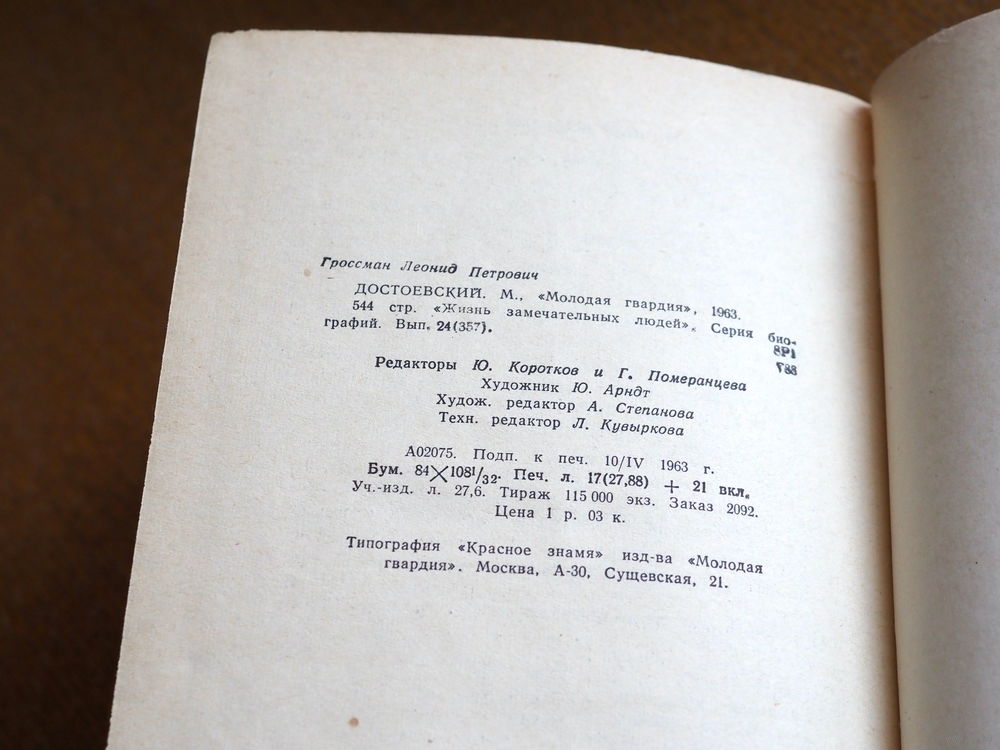 Гроссман Леонид Петрович
ДОСТОЕВСКИЙ. М., «Молодая гвардия», 1963.
544 стр. «Жизнь замечательных людей». Серия био-
графий. Вып. 24(357).
8Р1
Редакторы Ю. Коротков и Г. Померанцева
Художник Ю. Арндт
Худож. редактор А. Степанова
Техн. редактор Л. Кувыркова
А02075. Подп. к печ. 10/IV 1963 г.
Бум. 84×108¹/₃₂. Печ. л. 17(27,88) + 21 вкл.
Уч.-изд. л. 27,6. Тираж 115 000 экз. Заказ 2092.
Цена 1 р. 03 к.
Типография «Красное знамя» изд-ва «Молодая
гвардия». Москва, А-30, Сущевская, 21.